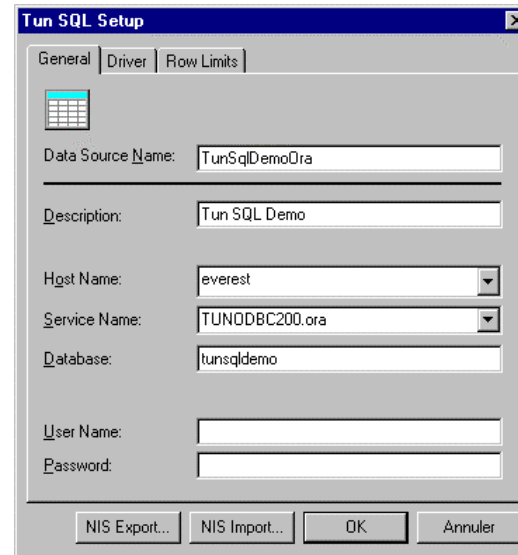 Tun SQL Setup
General Driver Row Limits
Data Source Name: TunSqlDemoOra
Description: Tun SQL Demo
Host Name: everest
Service Name: TUNODBC200.ora
Database: tunsqldemo
User Name:
Password:
NIS Export... NIS Import... OK Annuler